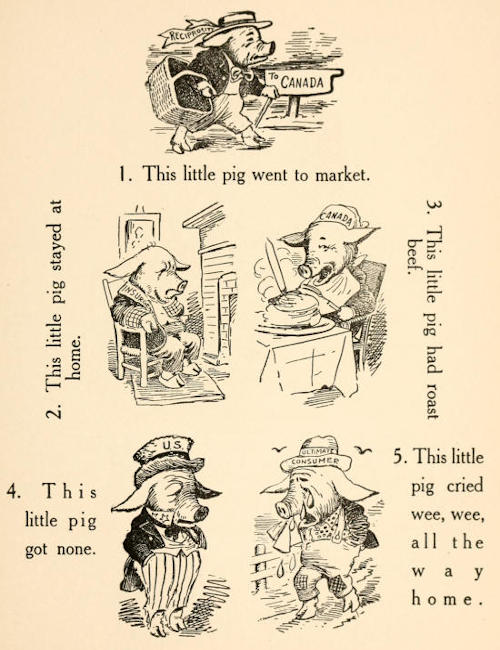 RECIPROCITY
TO CANADA
1. This little pig went to market.
2. This little pig stayed at
home.
CANADA
3. This little pig had roast
beef.
U.S.
4. This
little pig
got none.
ULTIMATE
CONSUMER
5. This little
pig cried
wee, wee,
all the
way
home.